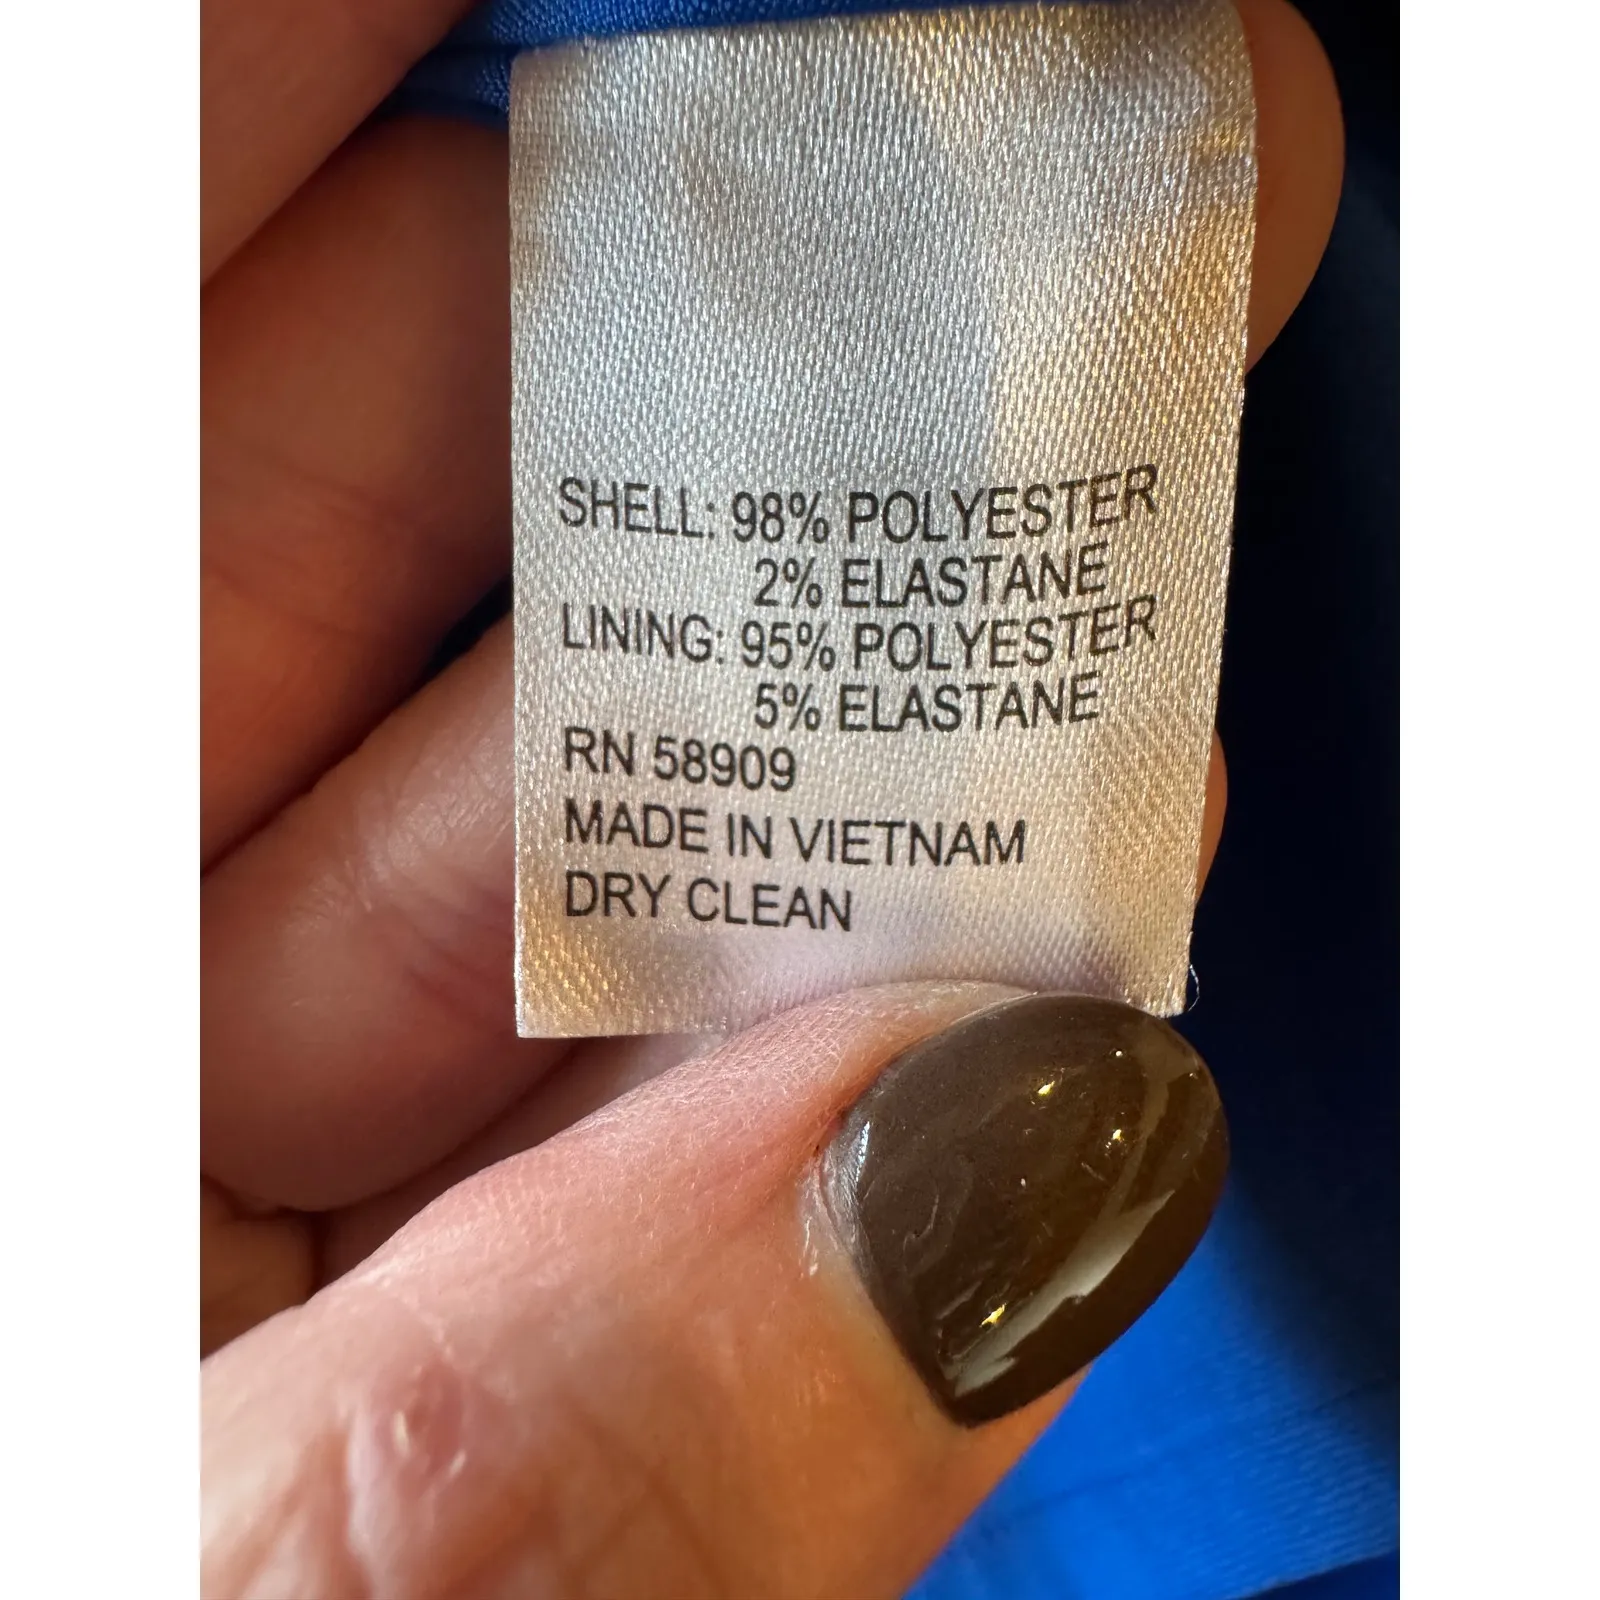 SHELL: 98% POLYESTER
2% ELASTANE
LINING: 95% POLYESTER
5% ELASTANE
RN 58909
MADE IN VIETNAM
DRY CLEAN